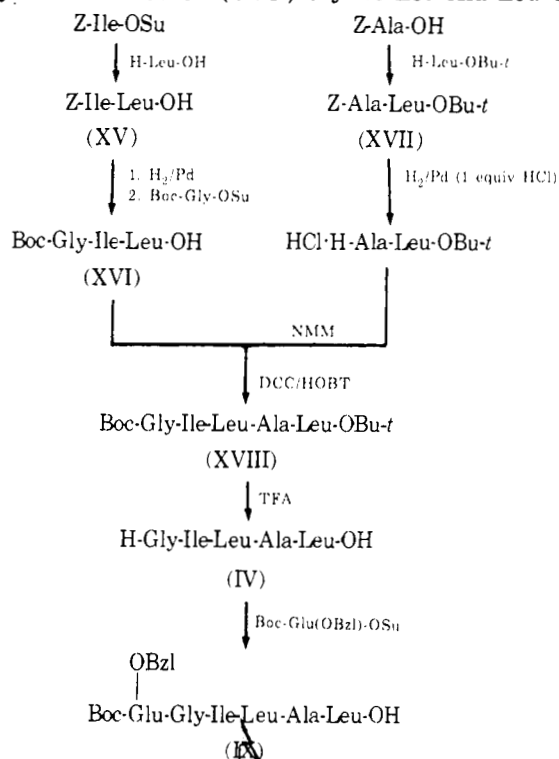 Z-Ile-OSu Z-Ala-OH
H-Leu-OH H-Leu-OBu-t
Z-Ile-Leu-OH Z-Ala-Leu-OBu-t
(XV) (XVII)
1. H₂/Pd
2. Boc-Gly-OSu H₂/Pd (1 equiv HCl)
Boc-Gly-Ile-Leu-OH HCl·H-Ala-Leu-OBu-t
(XVI)
NMM
DCC/HOBT
Boc-Gly-Ile-Leu-Ala-Leu-OBu-t
(XVIII)
TFA
H-Gly-Ile-Leu-Ala-Leu-OH
(IV)
Boc-Glu(OBzl)-OSu
OBzl
Boc-Glu-Gly-Ile-Leu-Ala-Leu-OH